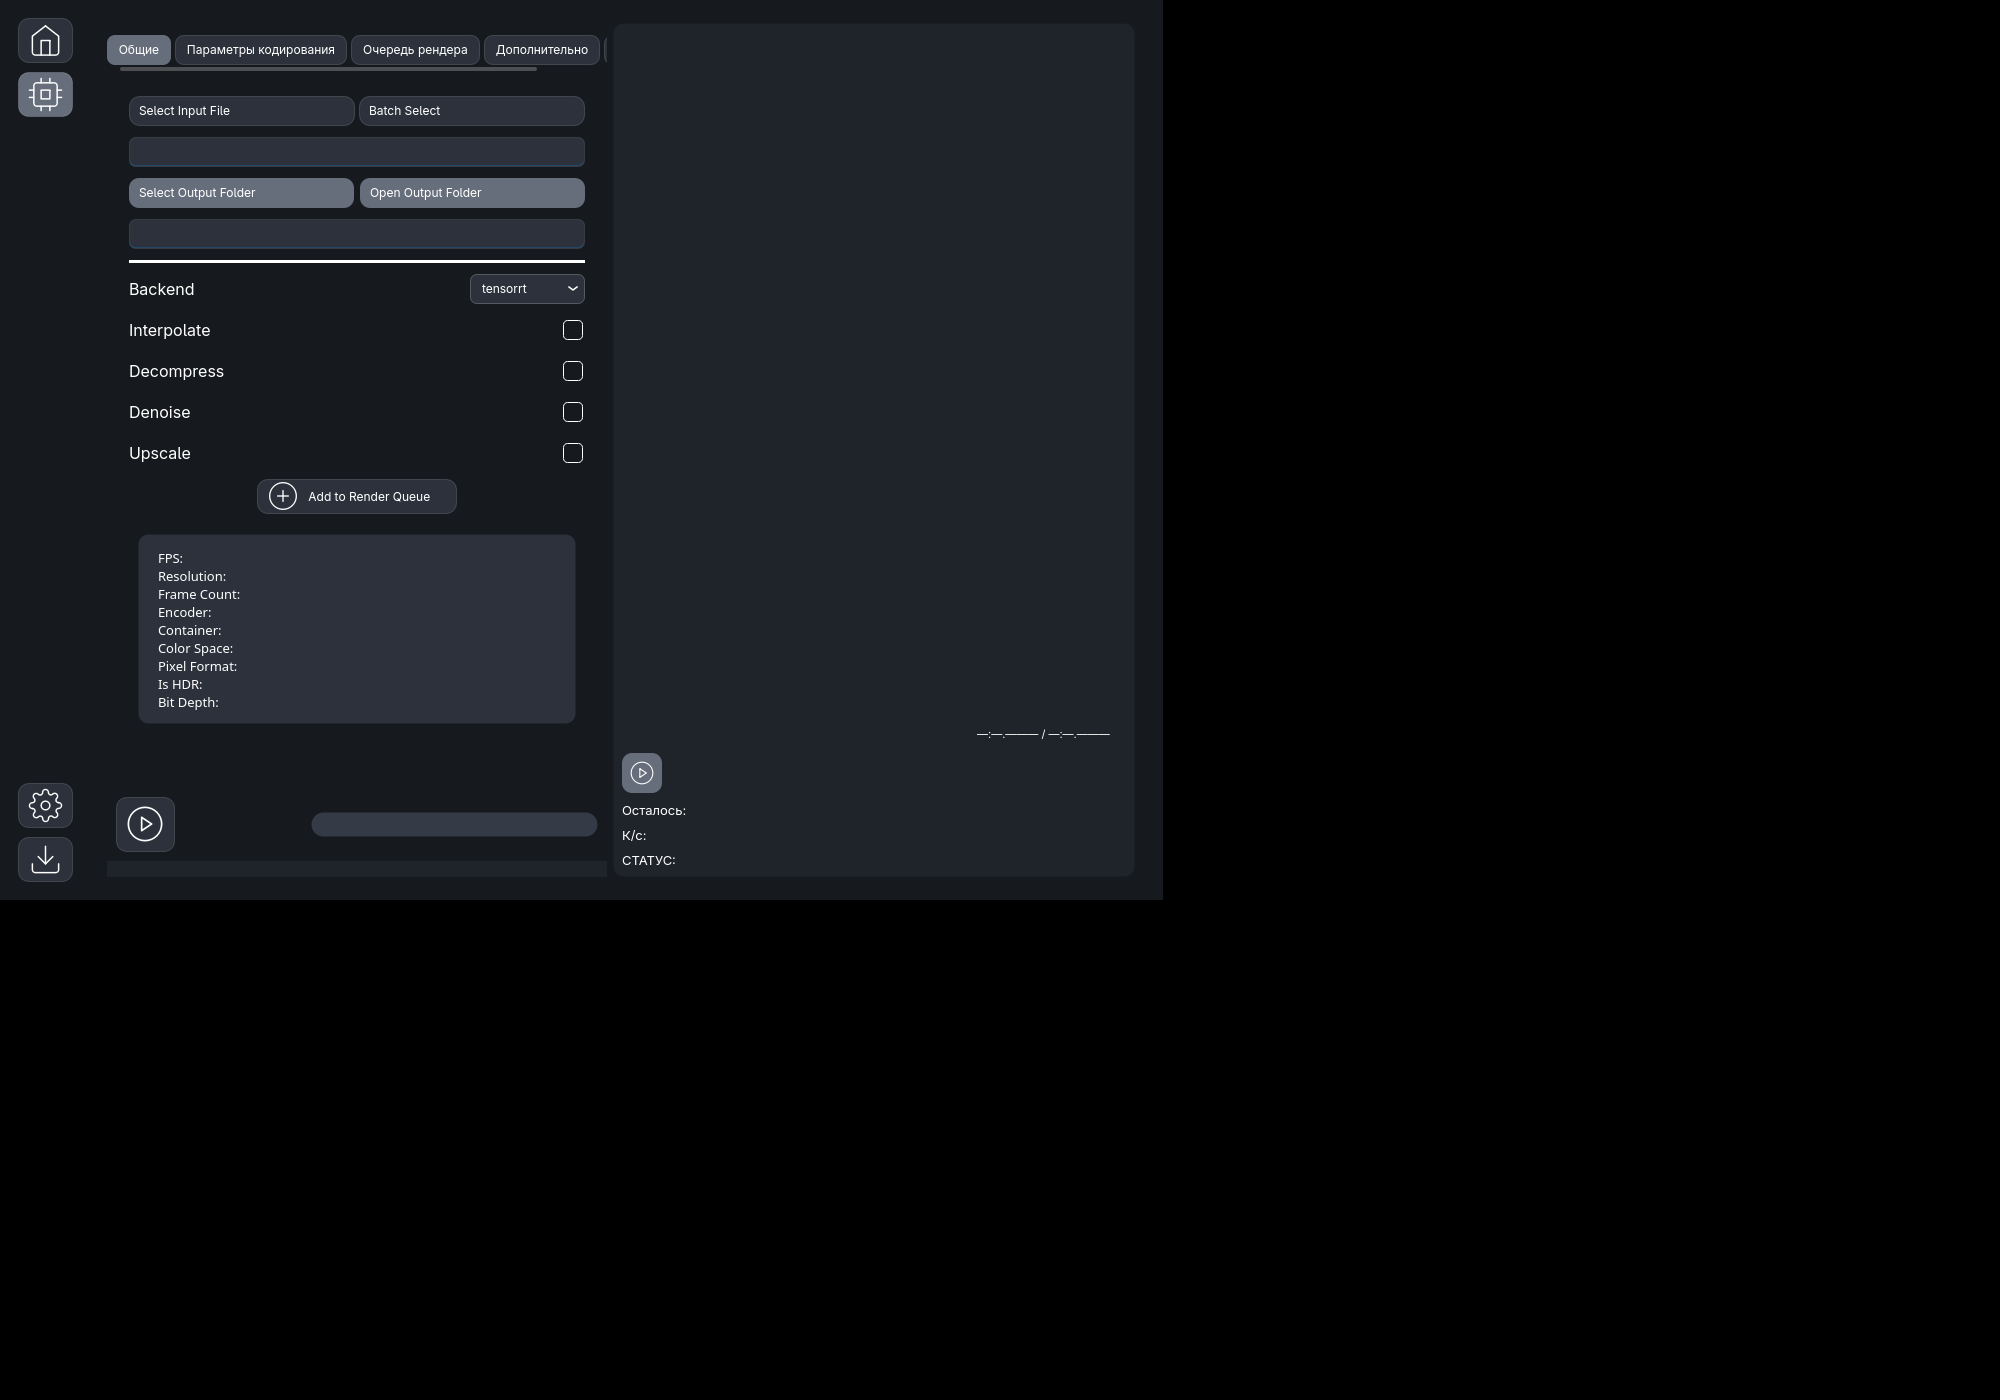 Общие
Параметры кодирования
Очередь рендера
Дополнительно
Select Input File
Batch Select
Select Output Folder
Open Output Folder
Backend
tensorrt
Interpolate
Decompress
Denoise
Upscale
Add to Render Queue
FPS:
Resolution:
Frame Count:
Encoder:
Container:
Color Space:
Pixel Format:
Is HDR:
Bit Depth:
—:—.——— / —:—.———
Осталось:
К/с:
СТАТУС: